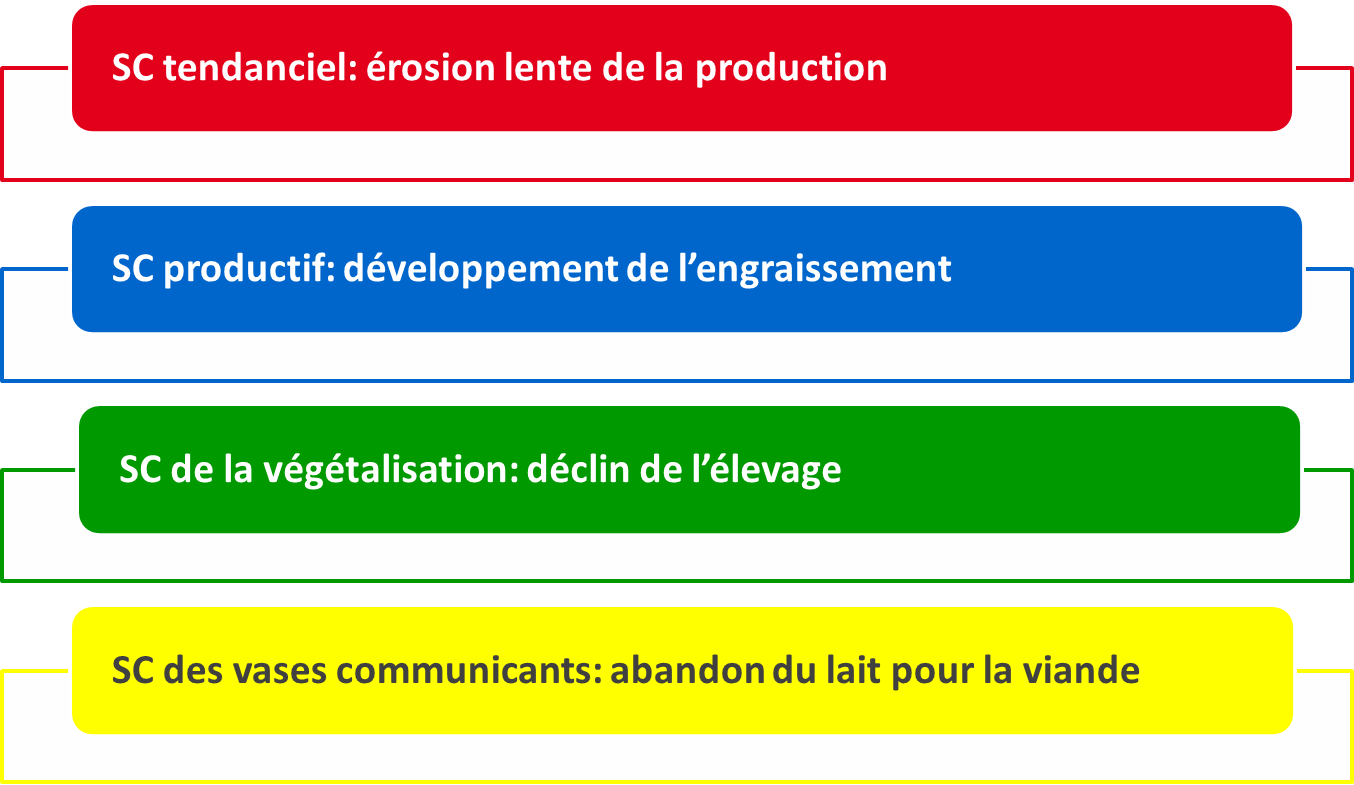 SC tendanciel: érosion lente de la production
SC productif: développement de l’engraissement
SC de la végétalisation: déclin de l’élevage
SC des vases communicants: abandon du lait pour la viande